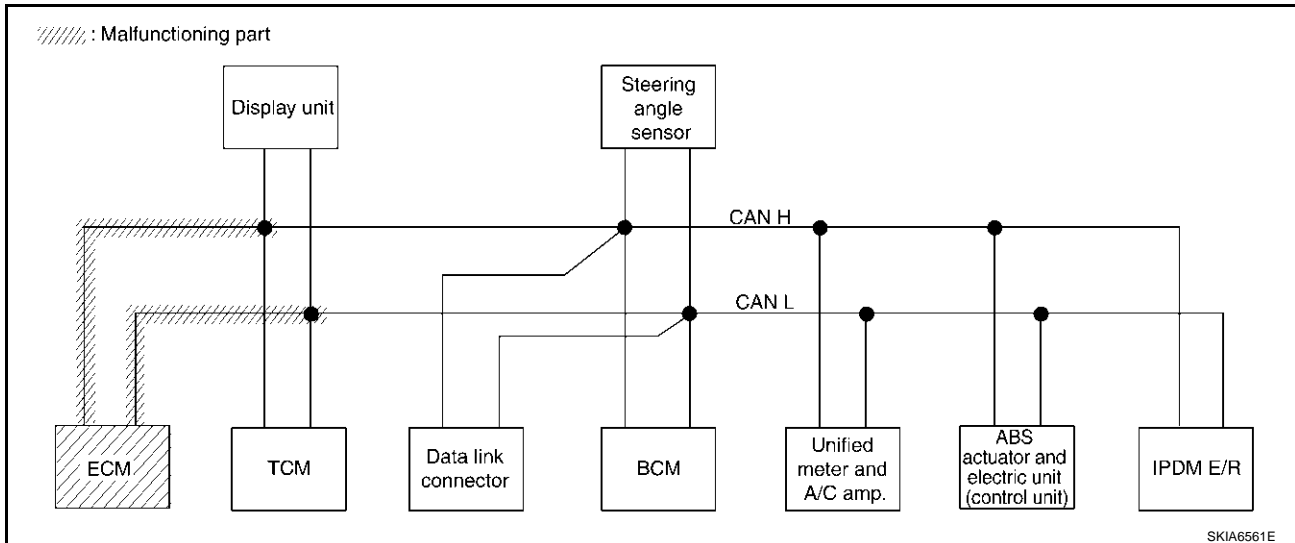 : Malfunctioning part
Display unit
Steering
angle
sensor
CAN H
CAN L
ECM
TCM
Data link
connector
BCM
Unified
meter and
A/C amp.
ABS
actuator and
electric unit
(control unit)
IPDM E/R
SKIA6561E